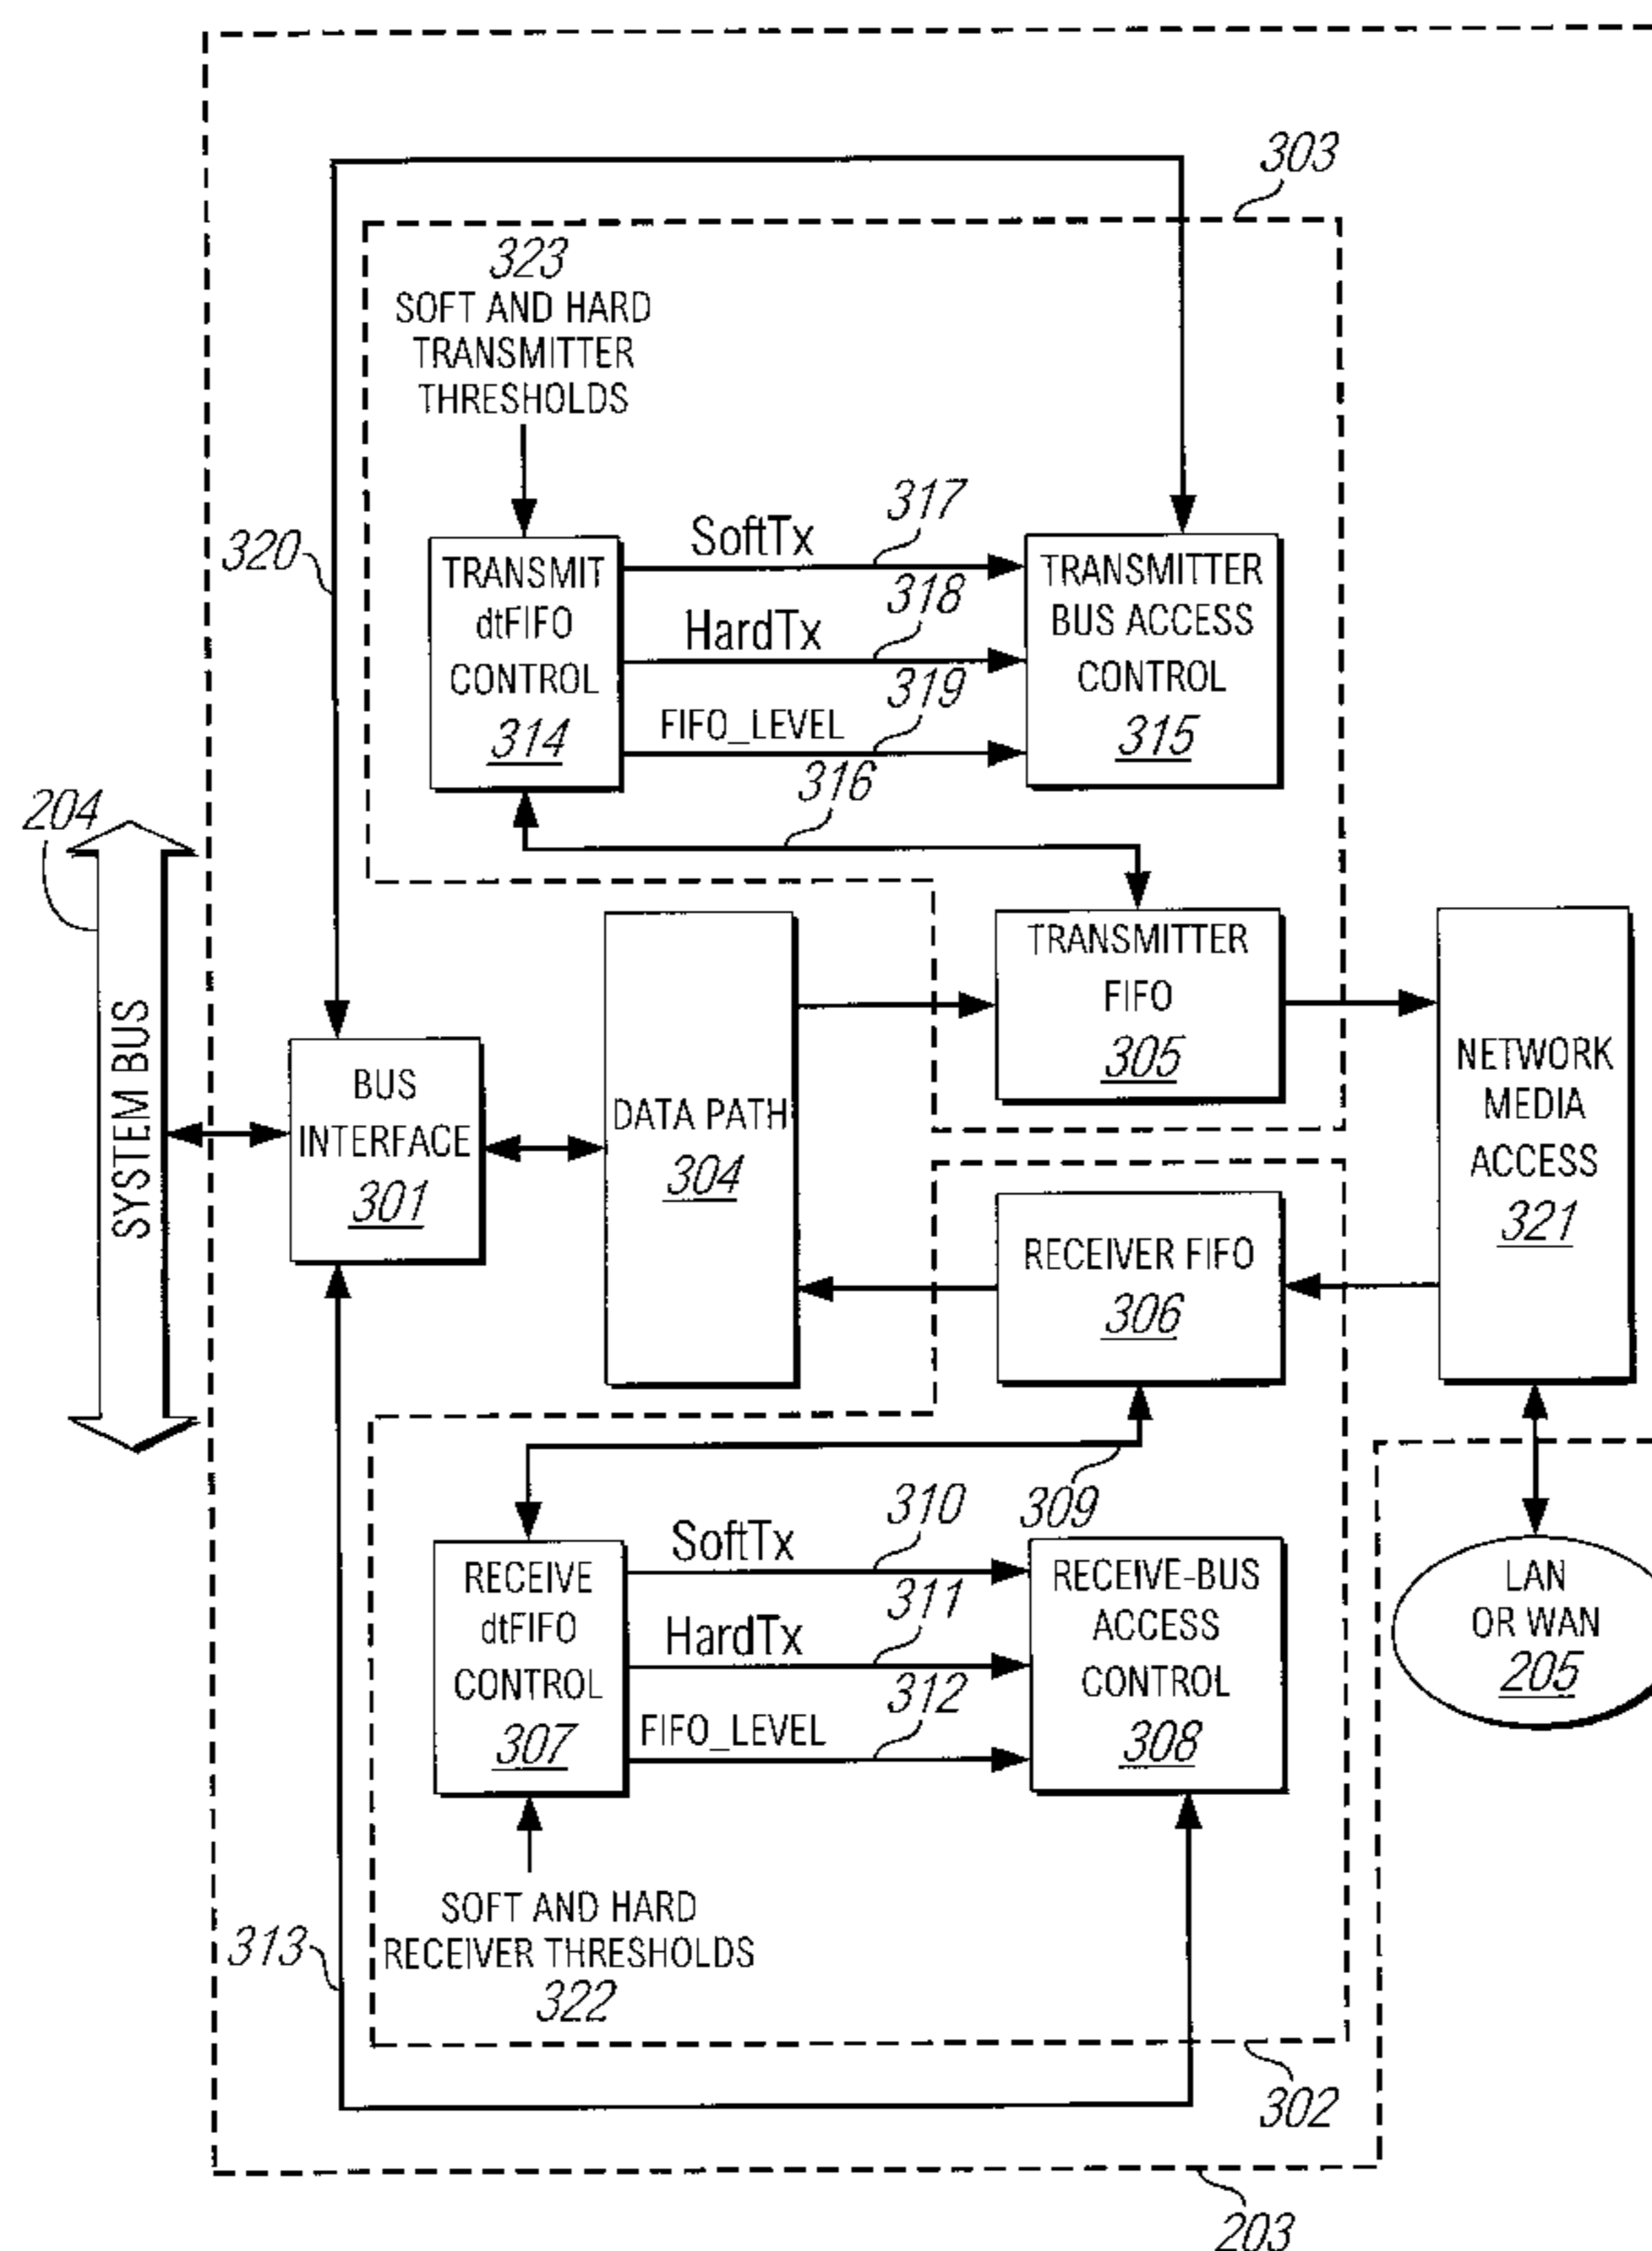 303
323
SOFT AND HARD
TRANSMITTER
THRESHOLDS
320
TRANSMIT
dtFIFO
CONTROL
314
SoftTx
317
HardTx
318
FIFO_LEVEL
319
316
TRANSMITTER
BUS ACCESS
CONTROL
315
204
SYSTEM BUS
BUS
INTERFACE
301
DATA PATH
304
TRANSMITTER
FIFO
305
RECEIVER FIFO
306
NETWORK
MEDIA
ACCESS
321
309
RECEIVE
dtFIFO
CONTROL
307
SoftTx
310
HardTx
311
FIFO_LEVEL
312
RECEIVE-BUS
ACCESS
CONTROL
308
LAN
OR WAN
205
SOFT AND HARD
RECEIVER THRESHOLDS
322
313
302
203